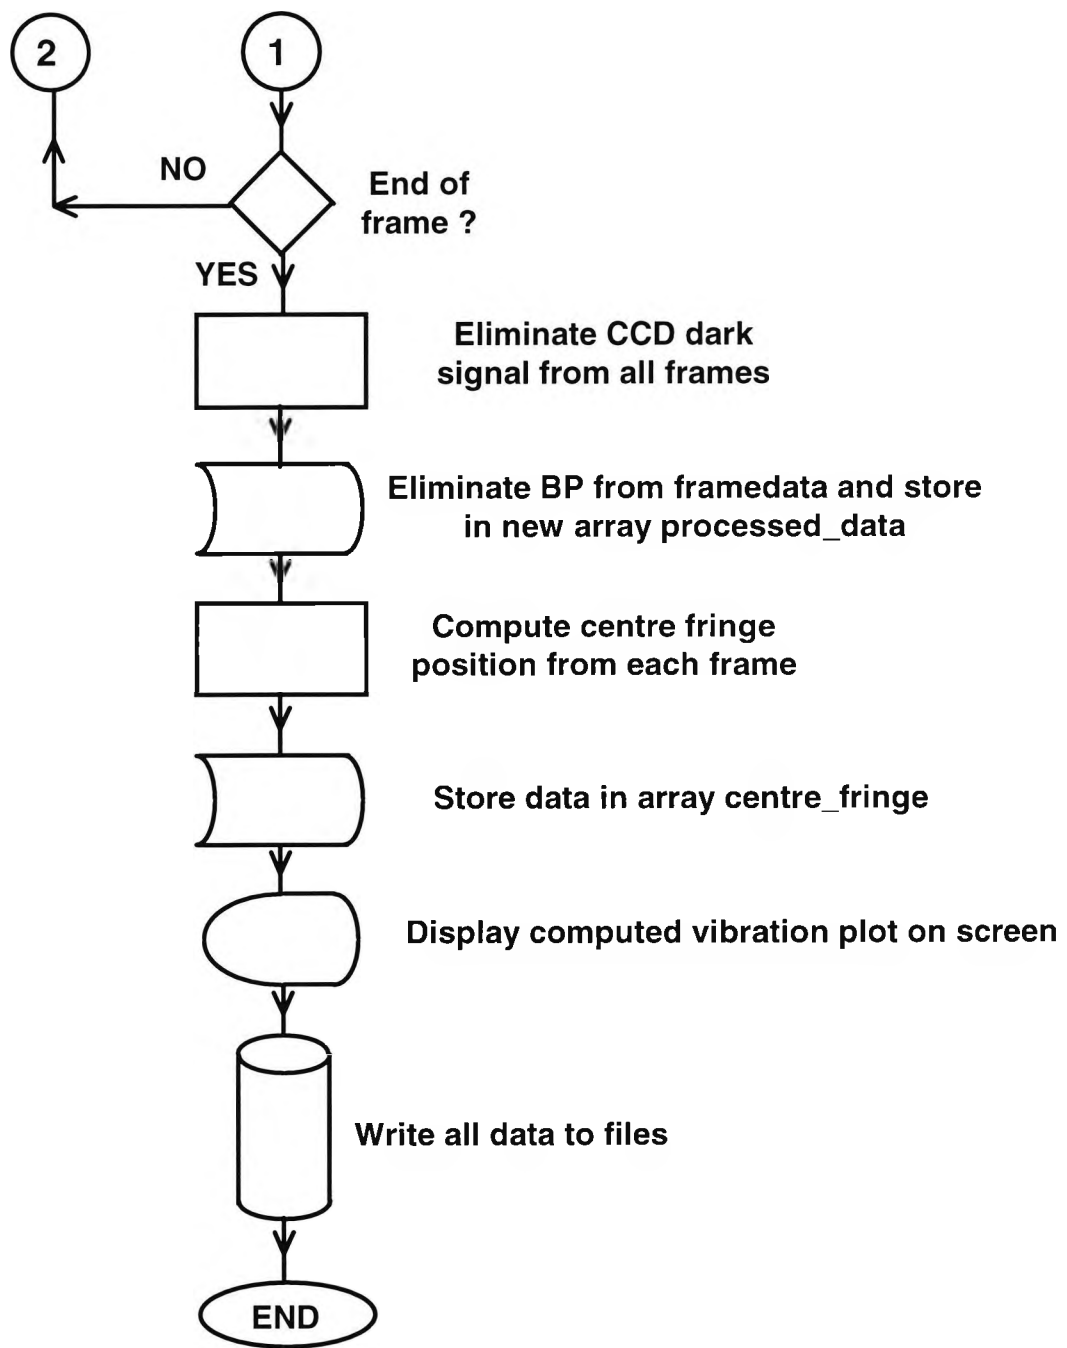 2
1
NO
End of
frame ?
YES
Eliminate CCD dark
signal from all frames
Eliminate BP from framedata and store
in new array processed_data
Compute centre fringe
position from each frame
Store data in array centre_fringe
Display computed vibration plot on screen
Write all data to files
END